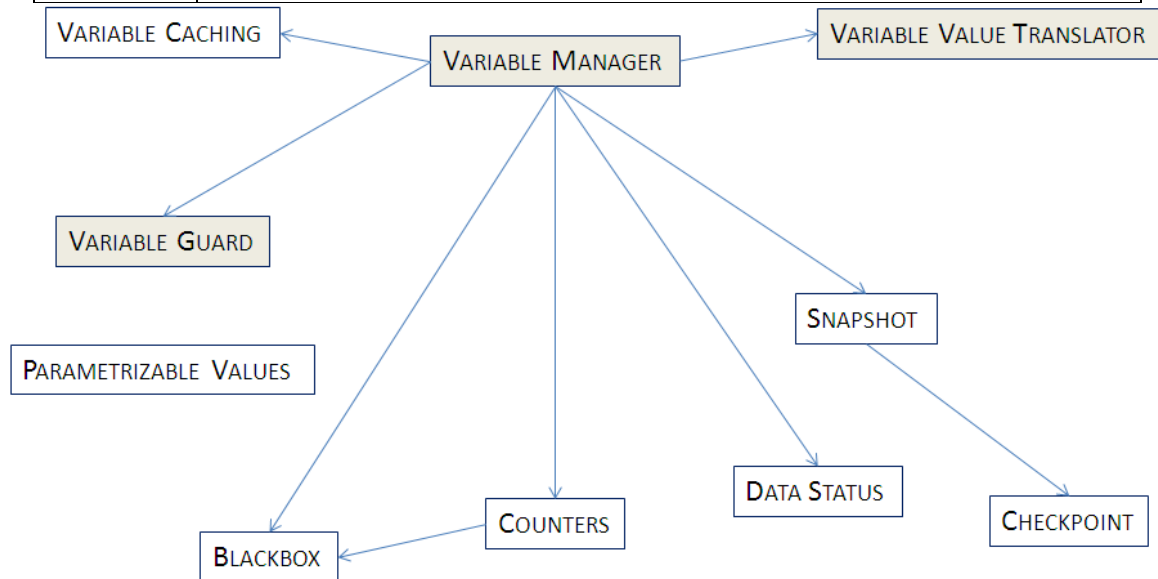 VARIABLE CACHING
VARIABLE MANAGER
VARIABLE VALUE TRANSLATOR
VARIABLE GUARD
SNAPSHOT
PARAMETRIZABLE VALUES
DATA STATUS
COUNTERS
CHECKPOINT
BLACKBOX